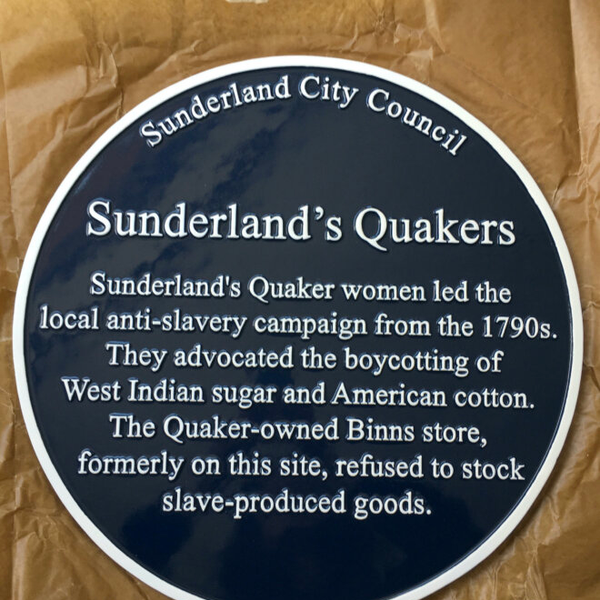 Sunderland City Council
Sunderland's Quakers
Sunderland's Quaker women led the
local anti-slavery campaign from the 1790s.
They advocated the boycotting of
West Indian sugar and American cotton.
The Quaker-owned Binns store,
formerly on this site, refused to stock
slave-produced goods.